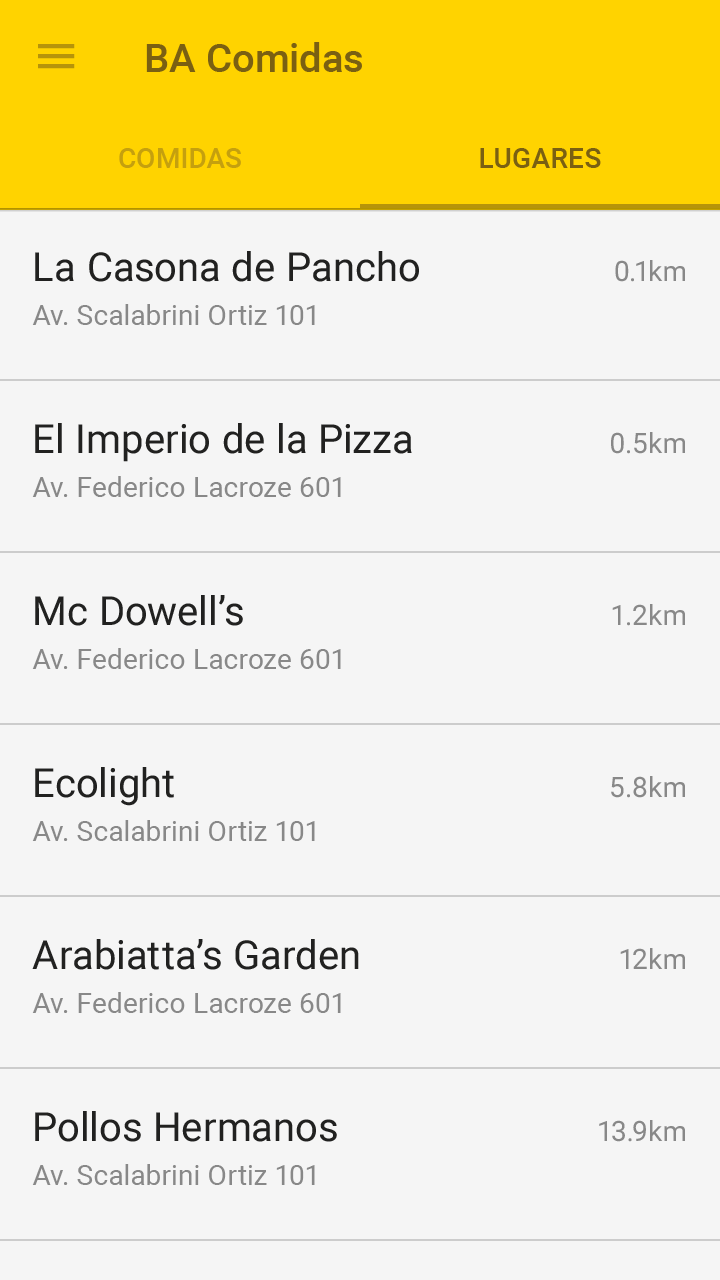 BA Comidas
COMIDAS
LUGARES
La Casona de Pancho
0.1km
Av. Scalabrini Ortiz 101
El Imperio de la Pizza
0.5km
Av. Federico Lacroze 601
Mc Dowell’s
1.2km
Av. Federico Lacroze 601
Ecolight
5.8km
Av. Scalabrini Ortiz 101
Arabiatta’s Garden
12km
Av. Federico Lacroze 601
Pollos Hermanos
13.9km
Av. Scalabrini Ortiz 101